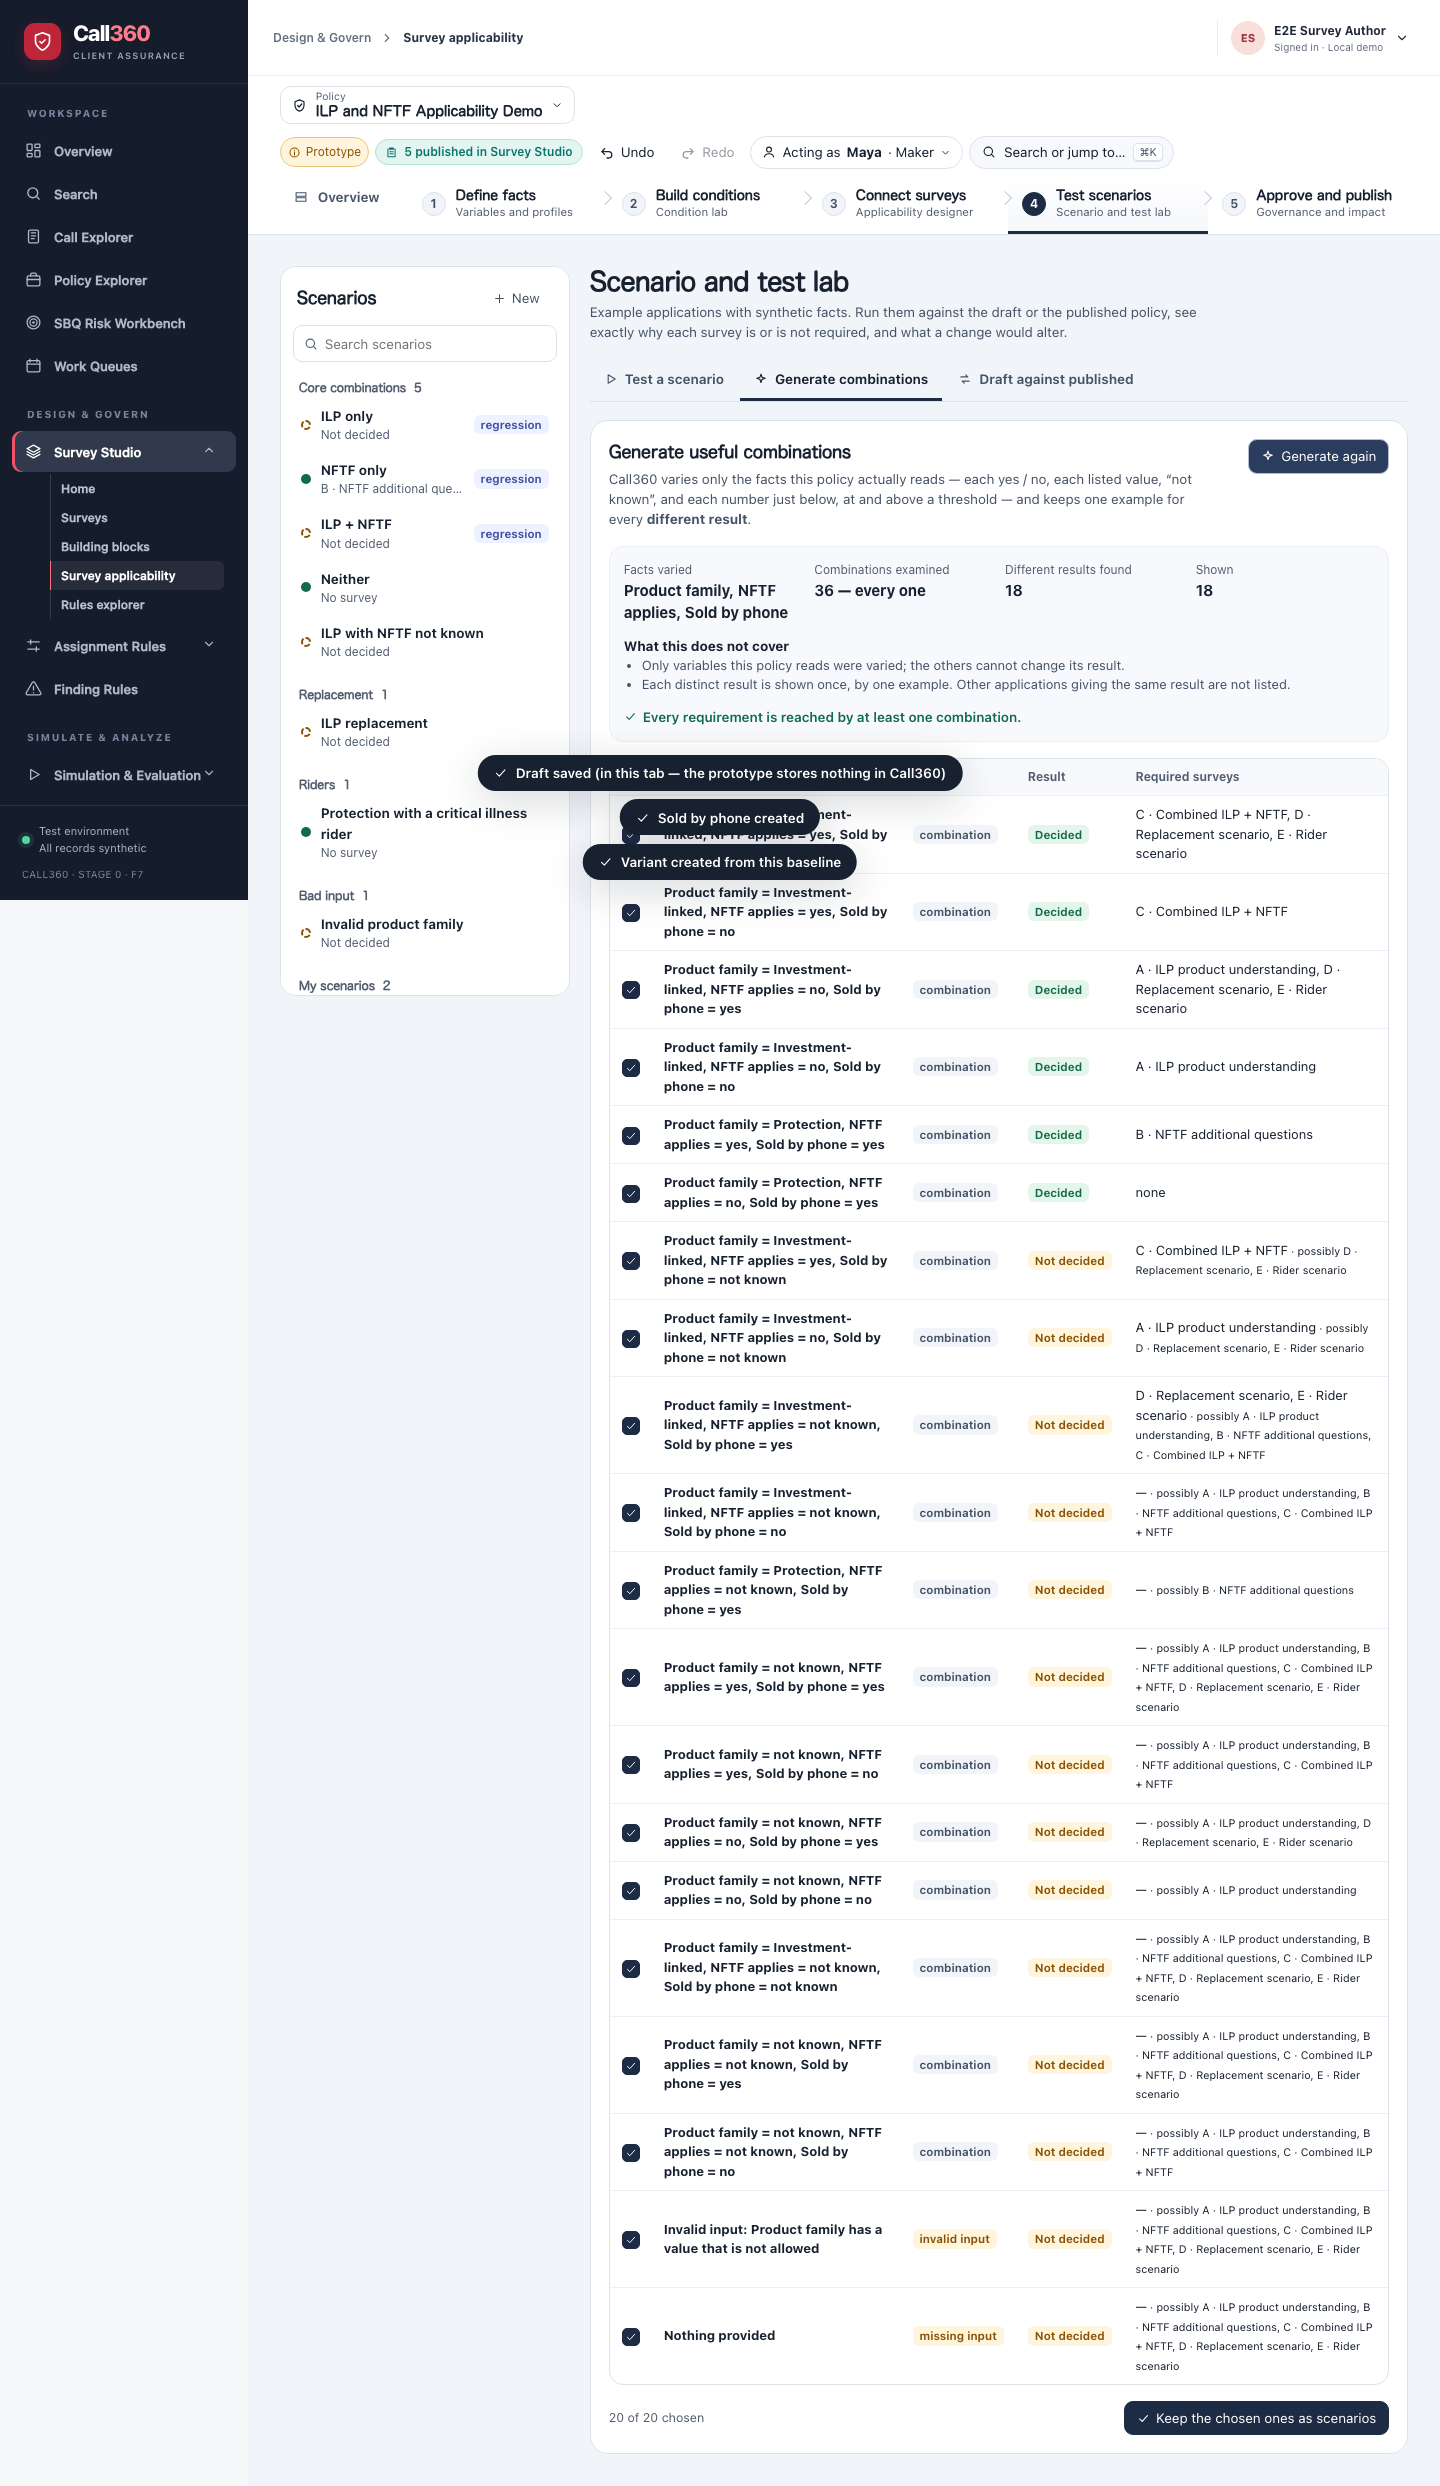 Call360
CLIENT ASSURANCE
WORKSPACE
Overview
Search
Call Explorer
Policy Explorer
SBQ Risk Workbench
Work Queues
DESIGN & GOVERN
Survey Studio
Home
Surveys
Building blocks
Survey applicability
Rules explorer
Assignment Rules
Finding Rules
SIMULATE & ANALYZE
Simulation & Evaluation
Test environment
All records synthetic
CALL360 · STAGE 0 · F7
Design & Govern
Survey applicability
ES
E2E Survey Author
Signed in · Local demo
Policy
ILP and NFTF Applicability Demo
Prototype
5 published in Survey Studio
Undo
Redo
Acting as Maya · Maker
Search or jump to... ⌘K
Overview
1
Define facts
Variables and profiles
2
Build conditions
Condition lab
3
Connect surveys
Applicability designer
4
Test scenarios
Scenario and test lab
5
Approve and publish
Governance and impact
Scenarios
New
Search scenarios
Core combinations 5
ILP only
Not decided
regression
NFTF only
B · NFTF additional que...
regression
ILP + NFTF
Not decided
regression
Neither
No survey
ILP with NFTF not known
Not decided
Replacement 1
ILP replacement
Not decided
Riders 1
Protection with a critical illness
rider
No survey
Bad input 1
Invalid product family
Not decided
My scenarios 2
Scenario and test lab
Example applications with synthetic facts. Run them against the draft or the published policy, see
exactly why each survey is or is not required, and what a change would alter.
Test a scenario
Generate combinations
Draft against published
Generate useful combinations
Call360 varies only the facts this policy actually reads — each yes / no, each listed value, “not
known”, and each number just below, at and above a threshold — and keeps one example for
every different result.
Generate again
Facts varied
Product family, NFTF
applies, Sold by phone
Combinations examined
36 — every one
Different results found
18
Shown
18
What this does not cover
Only variables this policy reads were varied; the others cannot change its result.
Each distinct result is shown once, by one example. Other applications giving the same result are not listed.
Every requirement is reached by at least one combination.
Draft saved (in this tab — the prototype stores nothing in Call360)
Sold by phone created
Variant created from this baseline
Result
Required surveys
yes, Sold by
combination
Decided
C · Combined ILP + NFTF, D ·
Replacement scenario, E · Rider
scenario
Product family = Investment-
linked, NFTF applies = yes, Sold by
phone = no
combination
Decided
C · Combined ILP + NFTF
Product family = Investment-
linked, NFTF applies = no, Sold by
phone = yes
combination
Decided
A · ILP product understanding, D ·
Replacement scenario, E · Rider
scenario
Product family = Investment-
linked, NFTF applies = no, Sold by
phone = no
combination
Decided
A · ILP product understanding
Product family = Protection, NFTF
applies = yes, Sold by phone = yes
combination
Decided
B · NFTF additional questions
Product family = Protection, NFTF
applies = no, Sold by phone = yes
combination
Decided
none
Product family = Investment-
linked, NFTF applies = yes, Sold by
phone = not known
combination
Not decided
C · Combined ILP + NFTF · possibly D ·
Replacement scenario, E · Rider scenario
Product family = Investment-
linked, NFTF applies = no, Sold by
phone = not known
combination
Not decided
A · ILP product understanding · possibly
D · Replacement scenario, E · Rider scenario
Product family = Investment-
linked, NFTF applies = not known,
Sold by phone = yes
combination
Not decided
D · Replacement scenario, E · Rider
scenario · possibly A · ILP product
understanding, B · NFTF additional questions,
C · Combined ILP + NFTF
Product family = Investment-
linked, NFTF applies = not known,
Sold by phone = no
combination
Not decided
— · possibly A · ILP product understanding, B
· NFTF additional questions, C · Combined ILP
+ NFTF
Product family = Protection, NFTF
applies = not known, Sold by
phone = yes
combination
Not decided
— · possibly B · NFTF additional questions
Product family = not known, NFTF
applies = yes, Sold by phone = yes
combination
Not decided
— · possibly A · ILP product understanding, B
· NFTF additional questions, C · Combined ILP
+ NFTF, D · Replacement scenario, E · Rider
scenario
Product family = not known, NFTF
applies = yes, Sold by phone = no
combination
Not decided
— · possibly A · ILP product understanding, B
· NFTF additional questions, C · Combined ILP
+ NFTF
Product family = not known, NFTF
applies = no, Sold by phone = yes
combination
Not decided
— · possibly A · ILP product understanding, D
· Replacement scenario, E · Rider scenario
Product family = not known, NFTF
applies = no, Sold by phone = no
combination
Not decided
— · possibly A · ILP product understanding
Product family = Investment-
linked, NFTF applies = not known,
Sold by phone = not known
combination
Not decided
— · possibly A · ILP product understanding, B
· NFTF additional questions, C · Combined ILP
+ NFTF, D · Replacement scenario, E · Rider
scenario
Product family = not known, NFTF
applies = not known, Sold by
phone = yes
combination
Not decided
— · possibly A · ILP product understanding, B
· NFTF additional questions, C · Combined ILP
+ NFTF, D · Replacement scenario, E · Rider
scenario
Product family = not known, NFTF
applies = not known, Sold by
phone = no
combination
Not decided
— · possibly A · ILP product understanding, B
· NFTF additional questions, C · Combined ILP
+ NFTF
Invalid input: Product family has a
value that is not allowed
invalid input
Not decided
— · possibly A · ILP product understanding, B
· NFTF additional questions, C · Combined ILP
+ NFTF, D · Replacement scenario, E · Rider
scenario
Nothing provided
missing input
Not decided
— · possibly A · ILP product understanding, B
· NFTF additional questions, C · Combined ILP
+ NFTF, D · Replacement scenario, E · Rider
scenario
20 of 20 chosen
Keep the chosen ones as scenarios